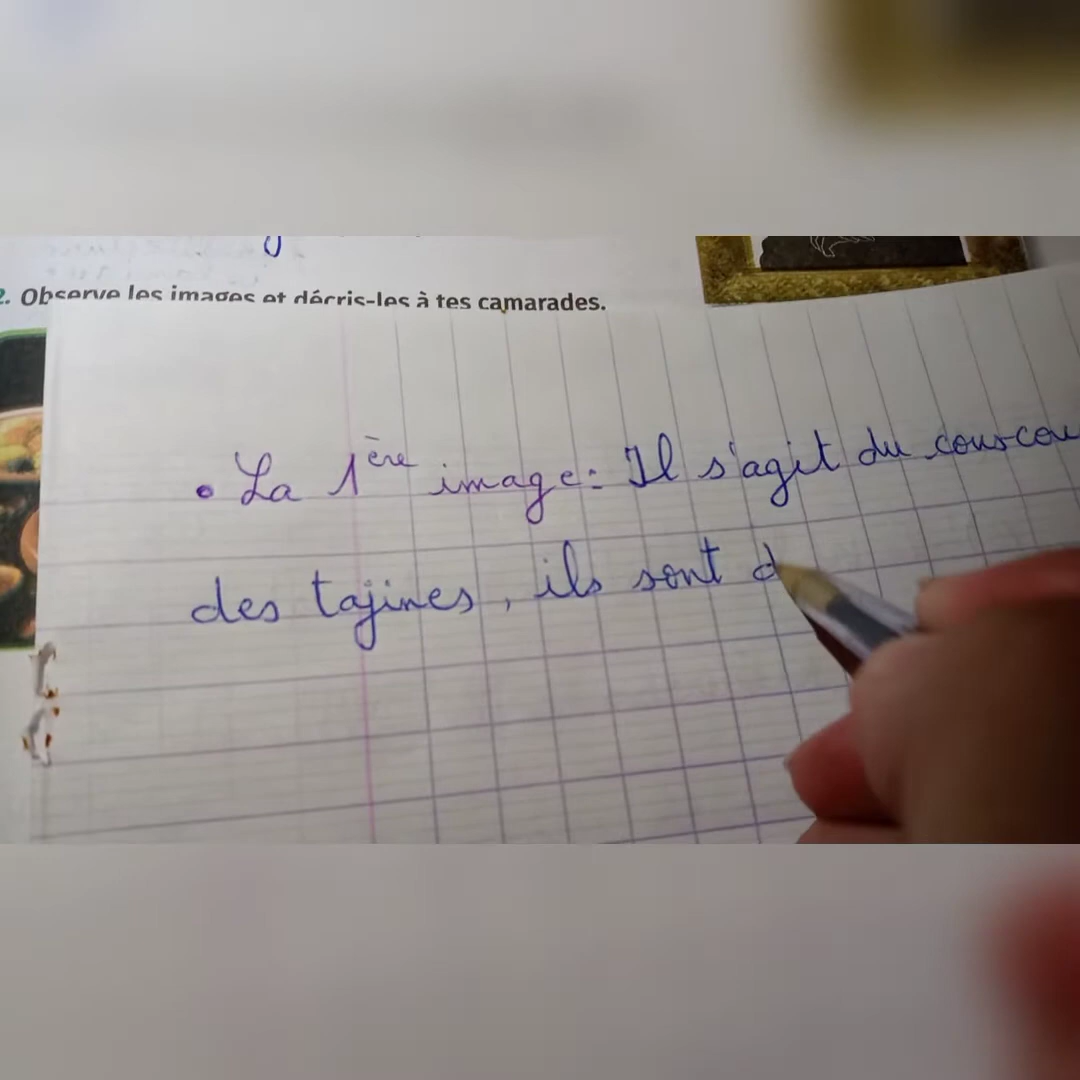 2. Observe les images et décris-les à tes camarades.
• La 1ère image: Il s'agit du couscou
des tajines, ils sont d